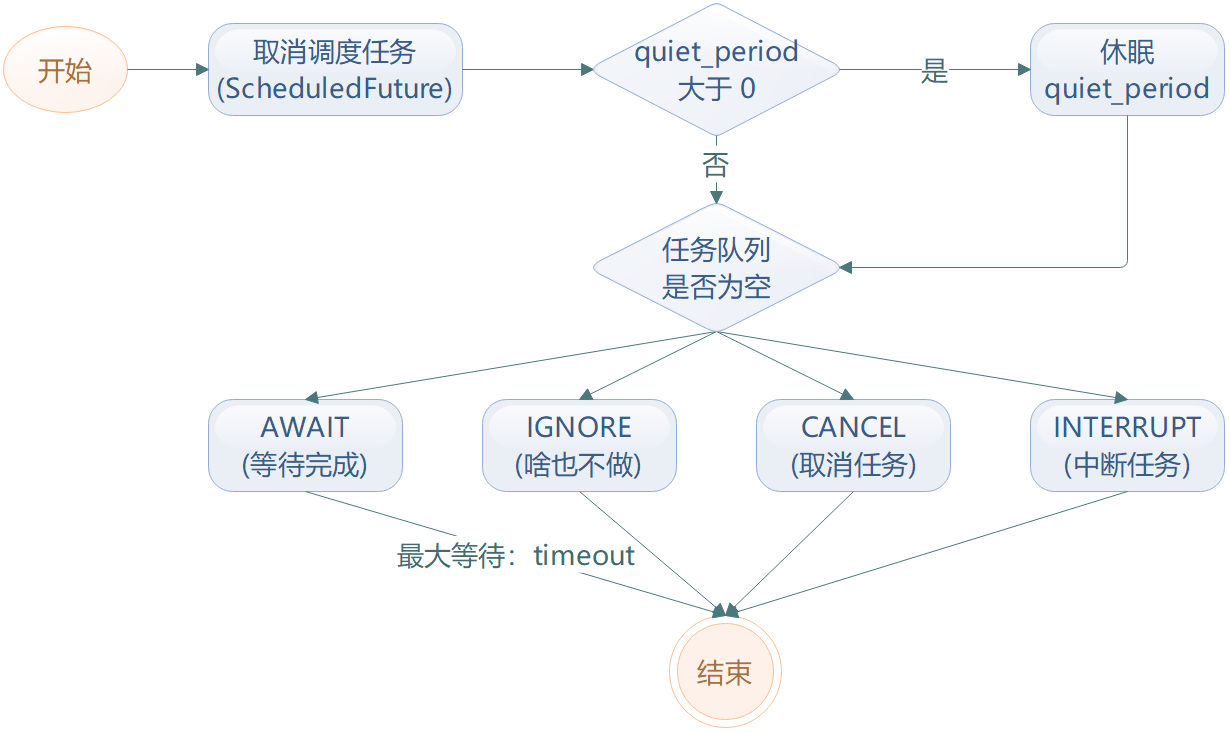 开始
取消调度任务
(ScheduledFuture)
quiet_period
大于 0
是
休眠
quiet_period
否
任务队列
是否为空
AWAIT
(等待完成)
IGNORE
(啥也不做)
CANCEL
(取消任务)
INTERRUPT
(中断任务)
最大等待：timeout
结束